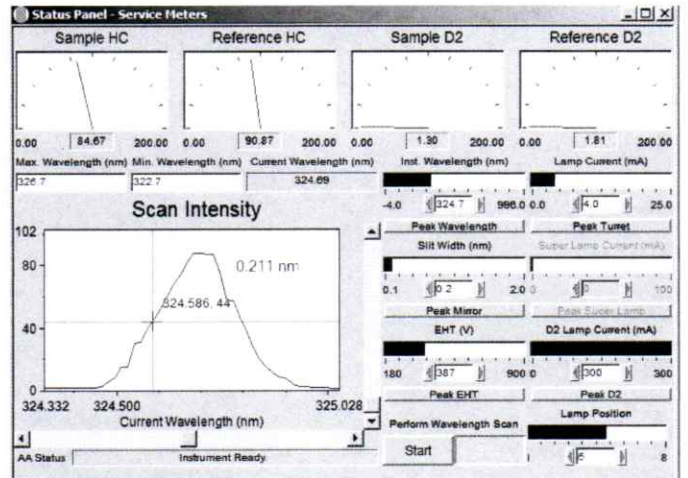 Status Panel - Service Meters
Sample HC Reference HC Sample D2 Reference D2
0.00 84.67 200.00 0.00 90.87 200.00 0.00 1.30 200.00 0.00 1.81 200.00
Max. Wavelength (nm) Min. Wavelength (nm) Current Wavelength (nm) Inst. Wavelength (nm) Lamp Current (mA)
326.7 322.7 324.69
-4.0 324.7 996.0 0.0 4.0 25.0
Scan Intensity
Peak Wavelength Peak Turret
Slit Width (nm) Super Lamp Current (mA)
0.1 0.2 2.0 0 0 100
Peak Mirror Peak Super Lamp
EHT (V) D2 Lamp Current (mA)
180 387 900 0 300 300
Peak EHT Peak D2
Perform Wavelength Scan Lamp Position
Start
5 8
102
80
40
0
0.211 nm
324.586, 44
324.332 324.500 325.028
Current Wavelength (nm)
AA Status Instrument Ready